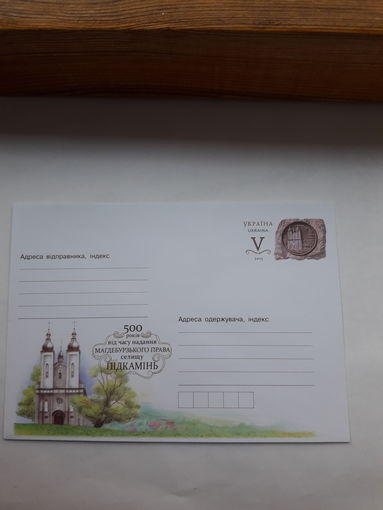 УКРАЇНА
UKRAINA
V
Адреса відправника, індекс
Адреса одержувача, індекс
500
років
від часу надання
МАГДЕБУРЗЬКОГО ПРАВА
селищу
ПІДКАМІНЬ